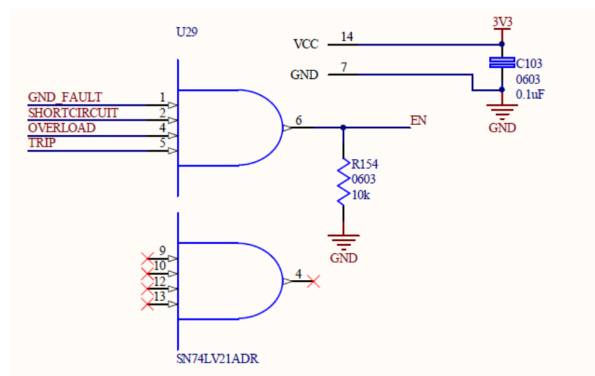 U29
3V3
VCC 14
GND 7
C103
0603
0.1uF
GND
GND_FAULT 1
SHORTCIRCUIT 2
OVERLOAD 4
TRIP 5
6
EN
R154
0603
10k
GND
9
10
12
13
4
SN74LV21ADR